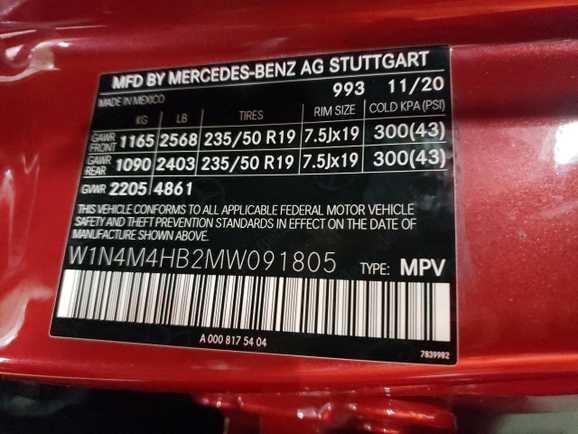 MFD BY MERCEDES-BENZ AG STUTTGART
993 11/20
MADE IN MEXICO
KG LB TIRES RIM SIZE COLD KPA (PSI)
GAWR FRONT 1165 2568 235/50 R19 7.5Jx19 300(43)
GAWR REAR 1090 2403 235/50 R19 7.5Jx19 300(43)
GVWR 2205 4861
THIS VEHICLE CONFORMS TO ALL APPLICABLE FEDERAL MOTOR VEHICLE
SAFETY AND THEFT PREVENTION STANDARDS IN EFFECT ON THE DATE OF
MANUFACTURE SHOWN ABOVE.
W1N4M4HB2MW091805 TYPE: MPV
A 000 817 54 04
7839982